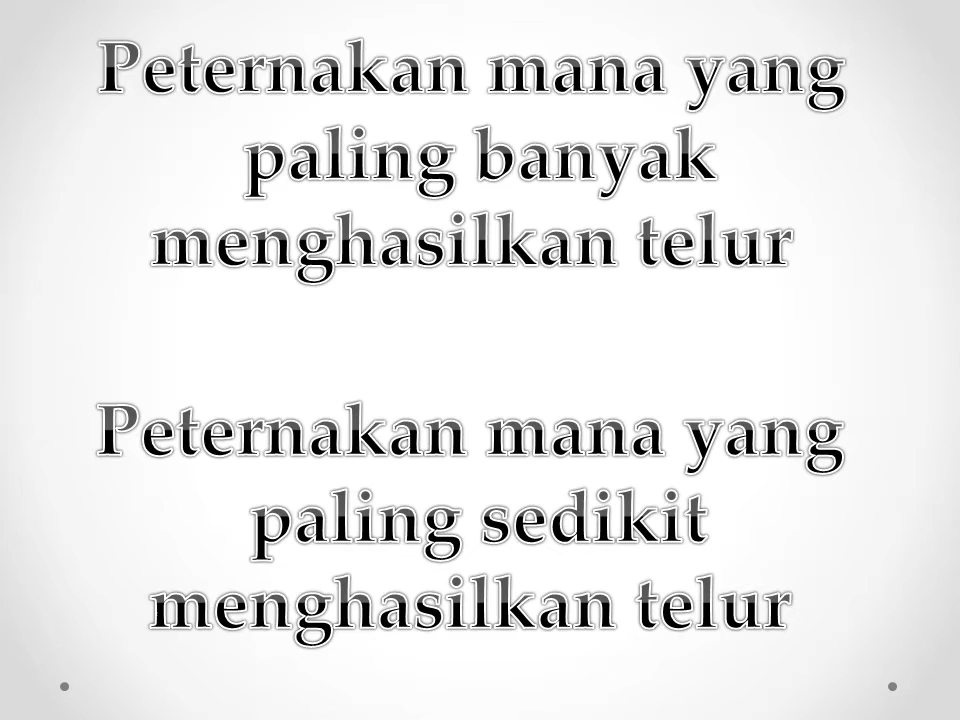 Peternakan mana yang
paling banyak
menghasilkan telur
Peternakan mana yang
paling sedikit
menghasilkan telur